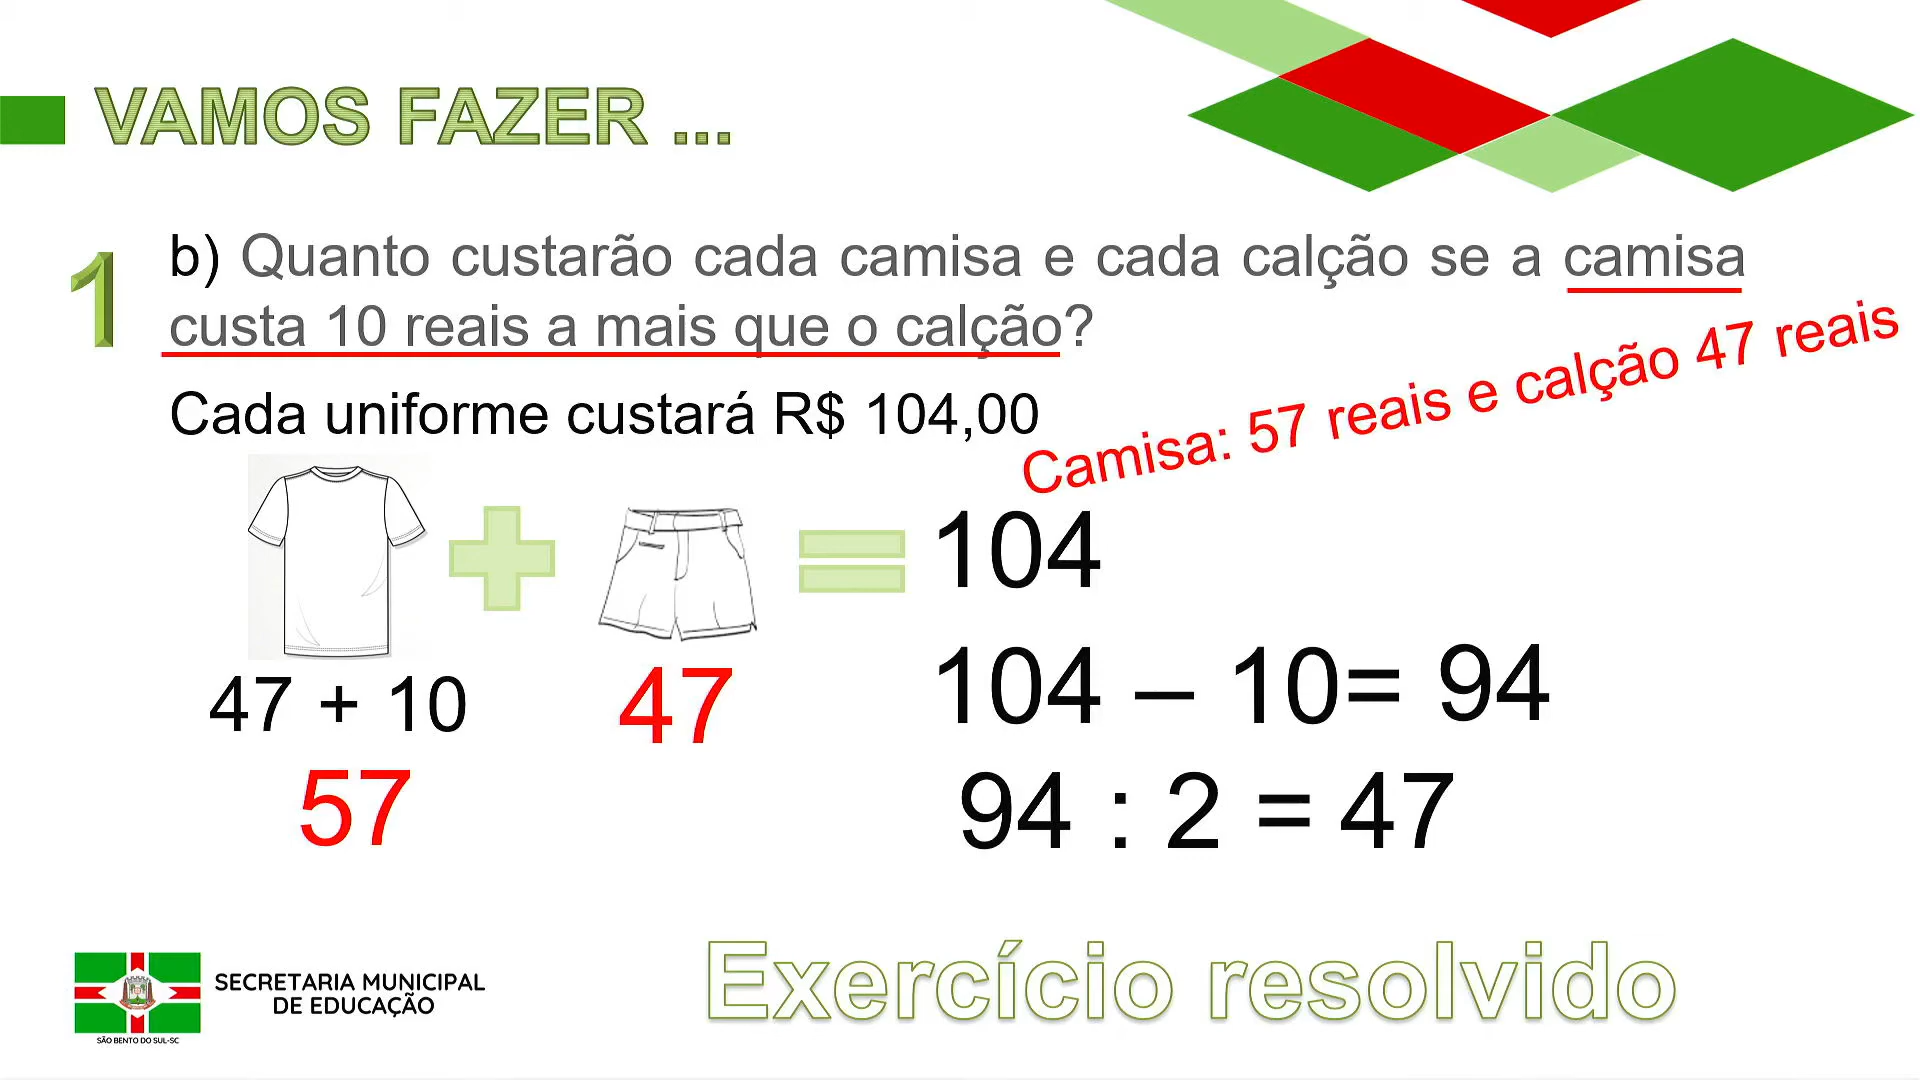 VAMOS FAZER ...
1
b) Quanto custarão cada camisa e cada calção se a camisa
custa 10 reais a mais que o calção?
Camisa: 57 reais e calção 47 reais
Cada uniforme custará R$ 104,00
104
104 – 10= 94
47 + 10
47
57
94 : 2 = 47
Exercício resolvido
SECRETARIA MUNICIPAL
DE EDUCAÇÃO
SÃO BENTO DO SUL-SC